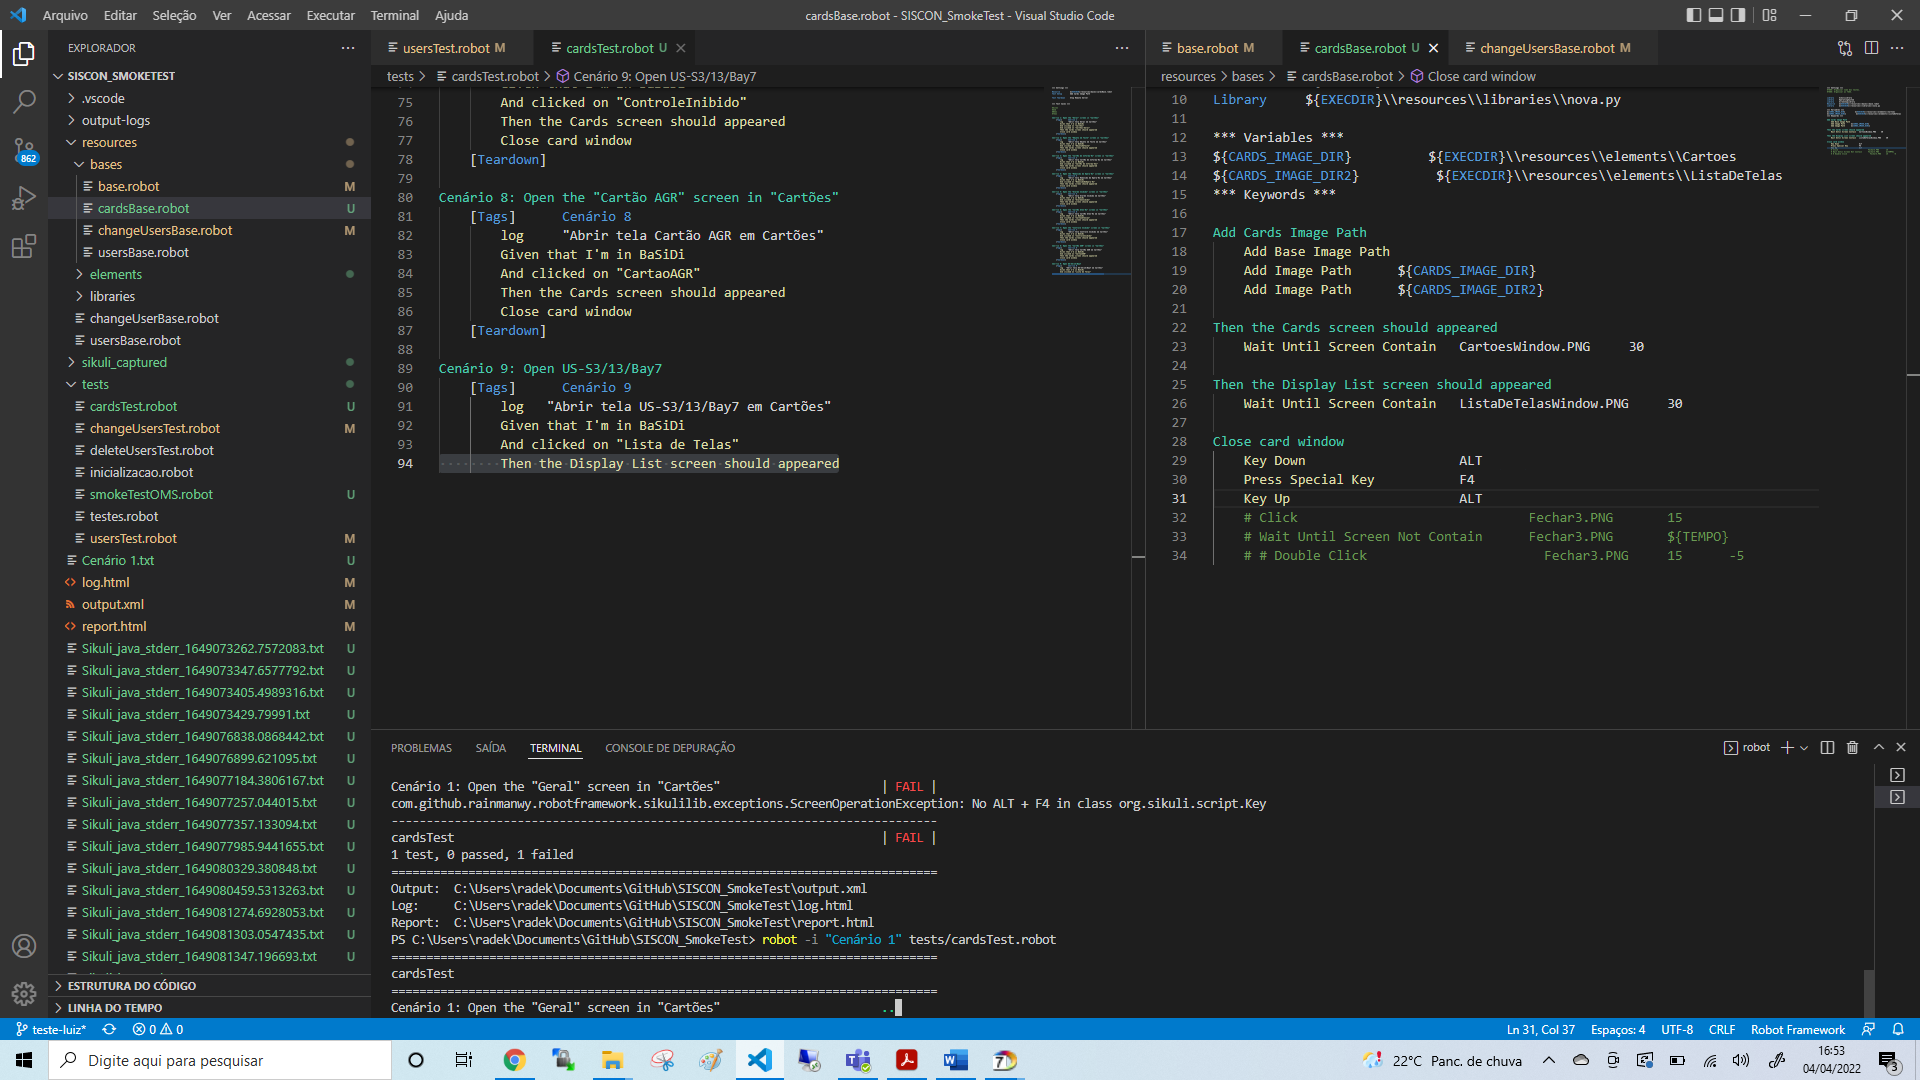 Arquivo Editar Seleção Ver Acessar Executar Terminal Ajuda
cardsBase.robot - SISCON_SmokeTest - Visual Studio Code
EXPLORADOR
SISCON_SMOKETEST
.vscode
output-logs
resources
bases
base.robot M
cardsBase.robot U
changeUsersBase.robot M
usersBase.robot
elements
libraries
changeUserBase.robot
usersBase.robot
sikuli_captured
tests
cardsTest.robot U
changeUsersTest.robot M
deleteUsersTest.robot
inicializacao.robot
smokeTestOMS.robot U
testes.robot
usersTest.robot M
Cenário 1.txt U
log.html M
output.xml M
report.html M
Sikuli_java_stderr_1649073262.7572083.txt U
Sikuli_java_stderr_1649073347.6577792.txt U
Sikuli_java_stderr_1649073405.4989316.txt U
Sikuli_java_stderr_1649073429.79991.txt U
Sikuli_java_stderr_1649076838.0868442.txt U
Sikuli_java_stderr_1649076899.621095.txt U
Sikuli_java_stderr_1649077184.3806167.txt U
Sikuli_java_stderr_1649077257.044015.txt U
Sikuli_java_stderr_1649077357.133094.txt U
Sikuli_java_stderr_1649077985.9441655.txt U
Sikuli_java_stderr_1649080329.380848.txt U
Sikuli_java_stderr_1649080459.5313263.txt U
Sikuli_java_stderr_1649081274.6928053.txt U
Sikuli_java_stderr_1649081303.0547435.txt U
Sikuli_java_stderr_1649081347.196693.txt U
ESTRUTURA DO CÓDIGO
LINHA DO TEMPO
862
usersTest.robot M cardsTest.robot U
tests > cardsTest.robot > Cenário 9: Open US-S3/13/Bay7
75 And clicked on "ControleInibido"
76 Then the Cards screen should appeared
77 Close card window
78 [Teardown]
79
80 Cenário 8: Open the "Cartão AGR" screen in "Cartões"
81 [Tags] Cenário 8
82 log "Abrir tela Cartão AGR em Cartões"
83 Given that I'm in BaSiDi
84 And clicked on "CartaoAGR"
85 Then the Cards screen should appeared
86 Close card window
87 [Teardown]
88
89 Cenário 9: Open US-S3/13/Bay7
90 [Tags] Cenário 9
91 log "Abrir tela US-S3/13/Bay7 em Cartões"
92 Given that I'm in BaSiDi
93 And clicked on "Lista de Telas"
94 Then the Display List screen should appeared
base.robot M cardsBase.robot U changeUsersBase.robot M
resources > bases > cardsBase.robot > Close card window
10 Library ${EXECDIR}\\resources\\libraries\\nova.py
11
12 *** Variables ***
13 ${CARDS_IMAGE_DIR} ${EXECDIR}\\resources\\elements\\Cartoes
14 ${CARDS_IMAGE_DIR2} ${EXECDIR}\\resources\\elements\\ListaDeTelas
15 *** Keywords ***
16
17 Add Cards Image Path
18 Add Base Image Path
19 Add Image Path ${CARDS_IMAGE_DIR}
20 Add Image Path ${CARDS_IMAGE_DIR2}
21
22 Then the Cards screen should appeared
23 Wait Until Screen Contain CartoesWindow.PNG 30
24
25 Then the Display List screen should appeared
26 Wait Until Screen Contain ListaDeTelasWindow.PNG 30
27
28 Close card window
29 Key Down ALT
30 Press Special Key F4
31 Key Up ALT
32 # Click Fechar3.PNG 15
33 # Wait Until Screen Not Contain Fechar3.PNG ${TEMPO}
34 # # Double Click Fechar3.PNG 15 -5
PROBLEMAS SAÍDA TERMINAL CONSOLE DE DEPURAÇÃO
robot
Cenário 1: Open the "Geral" screen in "Cartões" | FAIL |
com.github.rainmanwy.robotframework.sikulilib.exceptions.ScreenOperationException: No ALT + F4 in class org.sikuli.script.Key
------------------------------------------------------------------------------
cardsTest | FAIL |
1 test, 0 passed, 1 failed
==============================================================================
Output: C:\Users\radek\Documents\GitHub\SISCON_SmokeTest\output.xml
Log: C:\Users\radek\Documents\GitHub\SISCON_SmokeTest\log.html
Report: C:\Users\radek\Documents\GitHub\SISCON_SmokeTest\report.html
PS C:\Users\radek\Documents\GitHub\SISCON_SmokeTest> robot -i "Cenário 1" tests/cardsTest.robot
==============================================================================
cardsTest
==============================================================================
Cenário 1: Open the "Geral" screen in "Cartões" ..
teste-luiz* 0 0
Ln 31, Col 37 Espaços: 4 UTF-8 CRLF Robot Framework
Digite aqui para pesquisar
22°C Panc. de chuva
16:53
04/04/2022
3